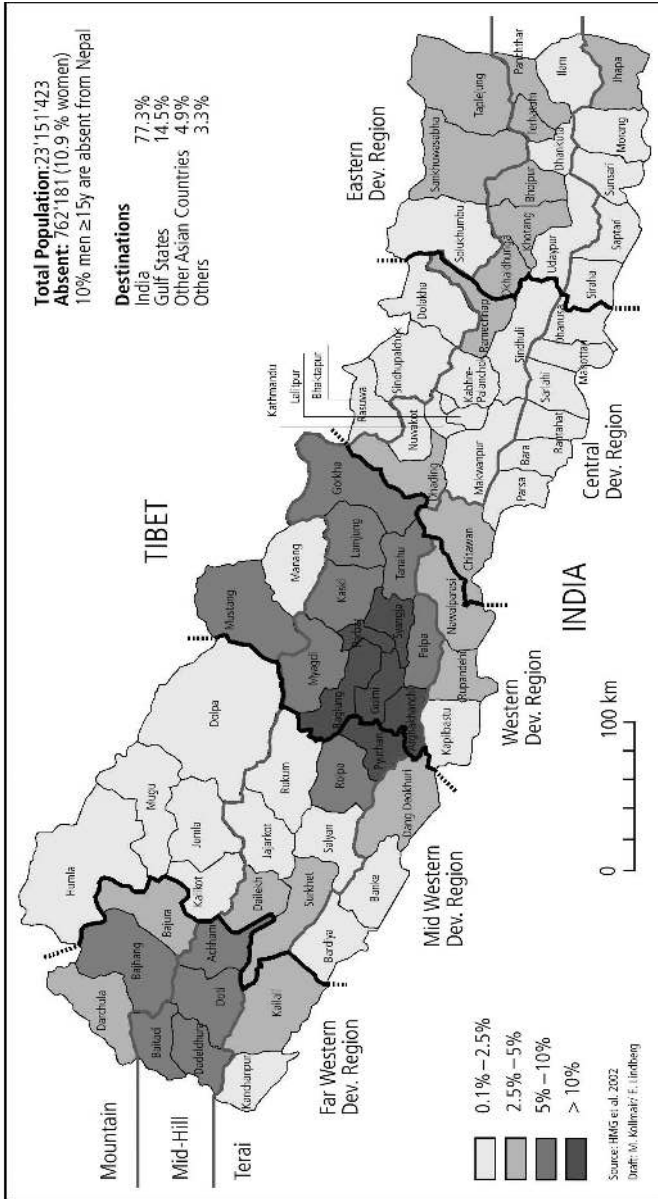 Total Population:23'151'423
Absent: 762'181 (10.9 % women)
10% men ≥15y are absent from Nepal
Destinations
India 77.3%
Gulf States 14.5%
Other Asian Countries 4.9%
Others 3.3%
TIBET
INDIA
Mountain
Mid-Hill
Terai
Far Western
Dev. Region
Mid Western
Dev. Region
Western
Dev. Region
Central
Dev. Region
Eastern
Dev. Region
Darchula
Bajhang
Bajura
Baitadi
Dadeldhura
Doti
Achham
Kailali
Kanchanpur
Humla
Mugu
Dolpa
Jumla
Kalikot
Jajarkot
Rukum
Dailekh
Surkhet
Salyan
Rolpa
Pyuthan
Bardiya
Banke
Dang Deokhuri
Mustang
Manang
Gorkha
Myagdi
Kaski
Lamjung
Baglung
Parbat
Gulmi
Syangja
Tanahu
Arghakhanchi
Palpa
Kapilbastu
Rupandehi
Nawalparasi
Kathmandu
Lalitpur
Bhaktapur
Rasuwa
Nuwakot
Sindhupalchok
Dolakha
Dhading
Kabhre-
Palanchok
Ramechhap
Makwanpur
Sindhuli
Chitawan
Parsa
Bara
Rautahat
Sarlahi
Mahottari
Dhanusa
Solukhumbu
Sankhuwasabha
Taplejung
Okhaldhunga
Khotang
Bhojpur
Terhathum
Panchthar
Dhankuta
Ilam
Udaypur
Siraha
Saptari
Sunsari
Morang
Jhapa
0 100 km
0.1%–2.5%
2.5%–5%
5%–10%
> 10%
Source: HMG et al. 2002
Draft: M. Kollmair/ E. Lindberg